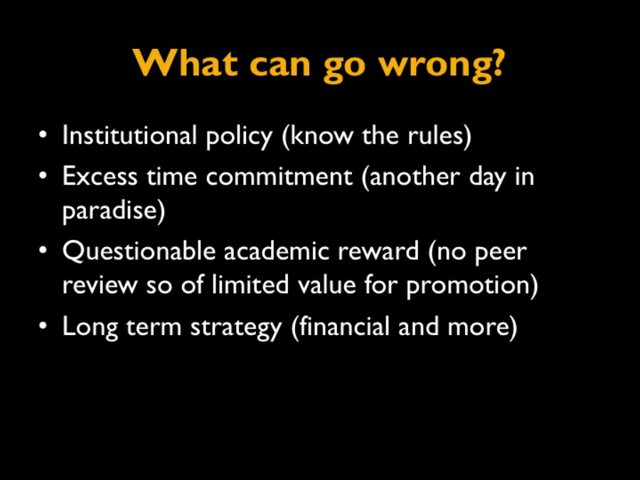 What can go wrong?
• Institutional policy (know the rules)
• Excess time commitment (another day in
paradise)
• Questionable academic reward (no peer
review so of limited value for promotion)
• Long term strategy (financial and more)